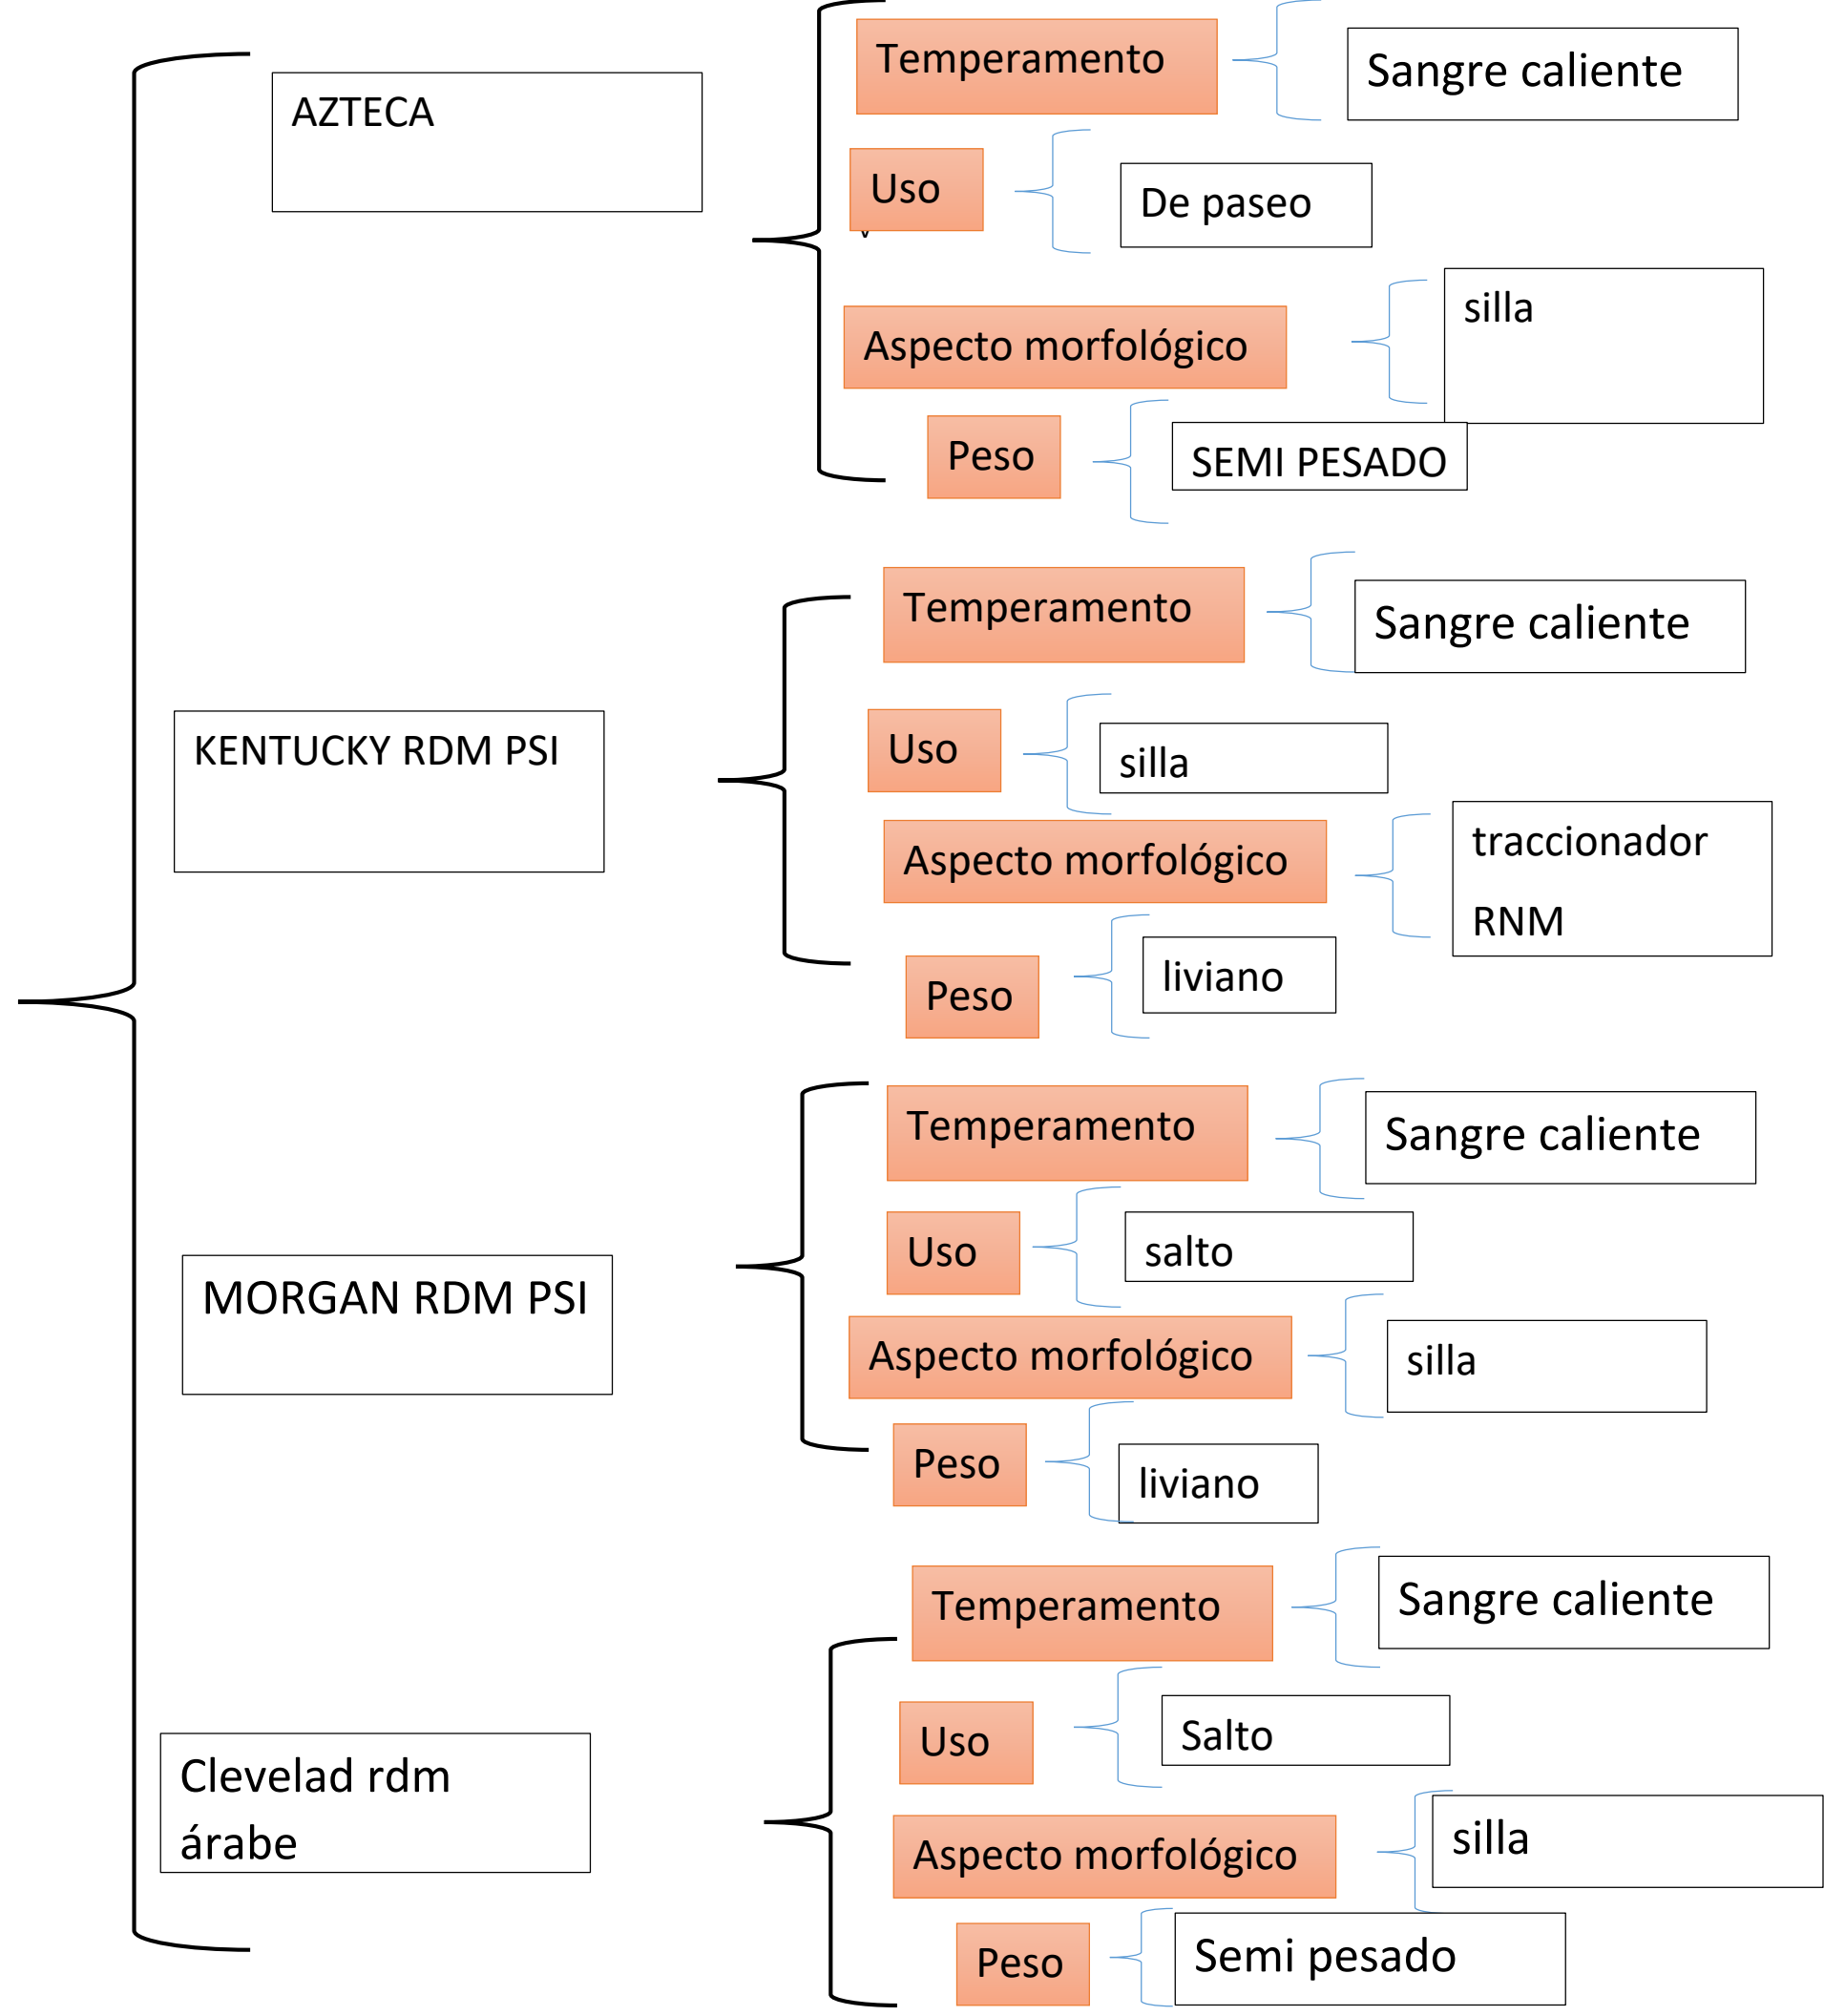 AZTECA
Temperamento
Sangre caliente
Uso
De paseo
Aspecto morfológico
silla
Peso
SEMI PESADO
KENTUCKY RDM PSI
Temperamento
Sangre caliente
Uso
silla
Aspecto morfológico
traccionador
RNM
Peso
liviano
MORGAN RDM PSI
Temperamento
Sangre caliente
Uso
salto
Aspecto morfológico
silla
Peso
liviano
Clevelad rdm
árabe
Temperamento
Sangre caliente
Uso
Salto
Aspecto morfológico
silla
Peso
Semi pesado